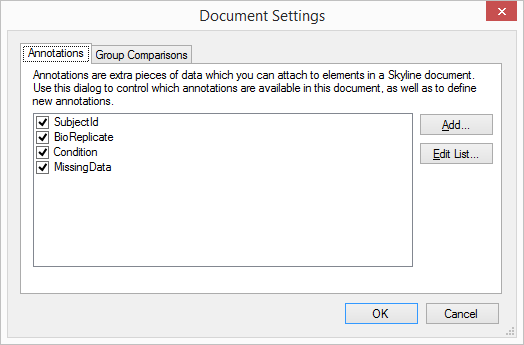 Document Settings
Annotations
Group Comparisons
Annotations are extra pieces of data which you can attach to elements in a Skyline document.
Use this dialog to control which annotations are available in this document, as well as to define
new annotations.
SubjectId
BioReplicate
Condition
MissingData
Add...
Edit List...
OK
Cancel